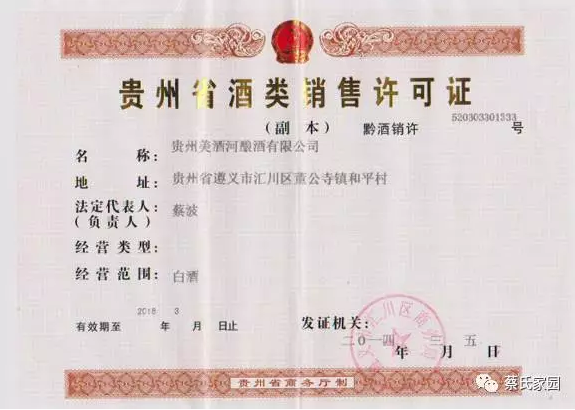 贵州省酒类销售许可证
(副 本) 黔酒销许 520303301333 号
名 称: 贵州美酒河酿酒有限公司
地 址: 贵州省遵义市汇川区董公寺镇和平村
法定代表人: 蔡波
(负责人)
经营类型:
经营范围: 白酒
发证机关:
有效期至 2018 年 3 月 日止
二〇一四 年 三 月 五 日
贵州省商务厅制
蔡氏家园